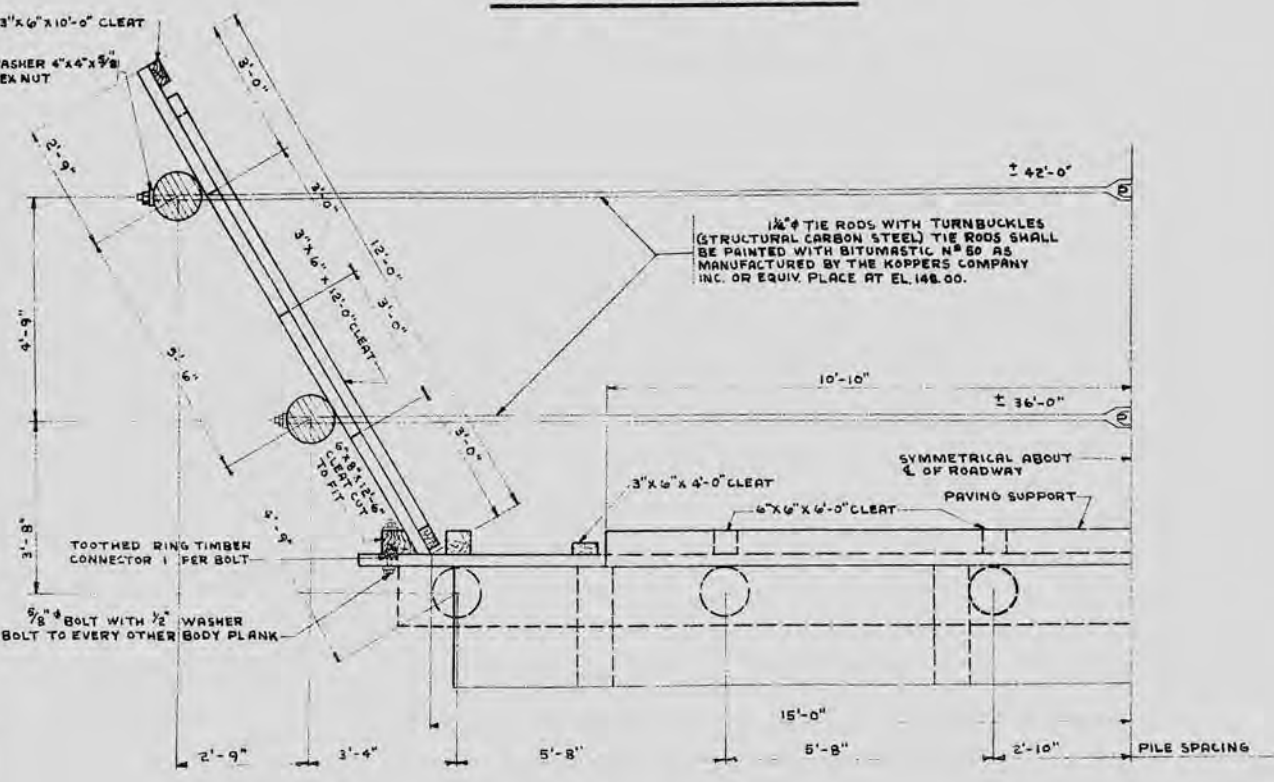 3"x6"x10'-0" CLEAT
ASHER 4"x4"x5/8"
EX NUT
3'-0"
2'-9"
3'-0"
12'-0"
3"x6"x12'-0" CLEAT
3'-0"
± 42'-0"
1¼"ϕ TIE RODS WITH TURNBUCKLES
(STRUCTURAL CARBON STEEL) TIE RODS SHALL
BE PAINTED WITH BITUMASTIC Nº 50 AS
MANUFACTURED BY THE KOPPERS COMPANY
INC. OR EQUIV. PLACE AT EL. 148.00.
10'-10"
± 36'-0"
6"x8"x12'-6"
CLEAT CUT
TO FIT
3'-0"
SYMMETRICAL ABOUT
℄ OF ROADWAY
3"x6"x4'-0" CLEAT
6"x6"x6'-0" CLEAT
PAVING SUPPORT
3'-8"
TOOTHED RING TIMBER
CONNECTOR 1 PER BOLT
5/8"ϕ BOLT WITH 1/2" WASHER
BOLT TO EVERY OTHER BODY PLANK
15'-0"
2'-9"
3'-4"
5'-8"
5'-8"
2'-10"
PILE SPACING